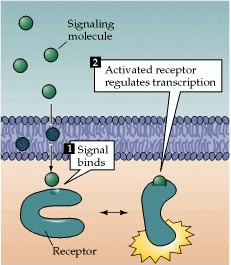 Signaling
molecule
2
Activated receptor
regulates transcription
1 Signal
binds
Receptor